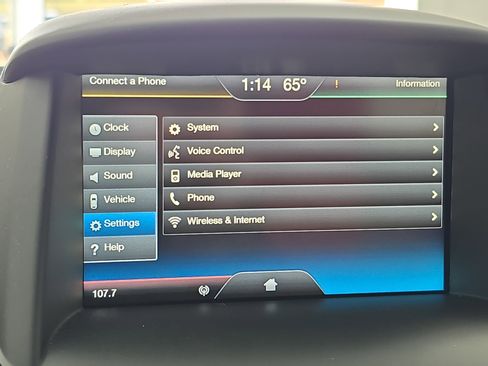 Connect a Phone
1:14 65°
!
Information
Clock
Display
Sound
Vehicle
Settings
? Help
System
Voice Control
Media Player
Phone
Wireless & Internet
107.7